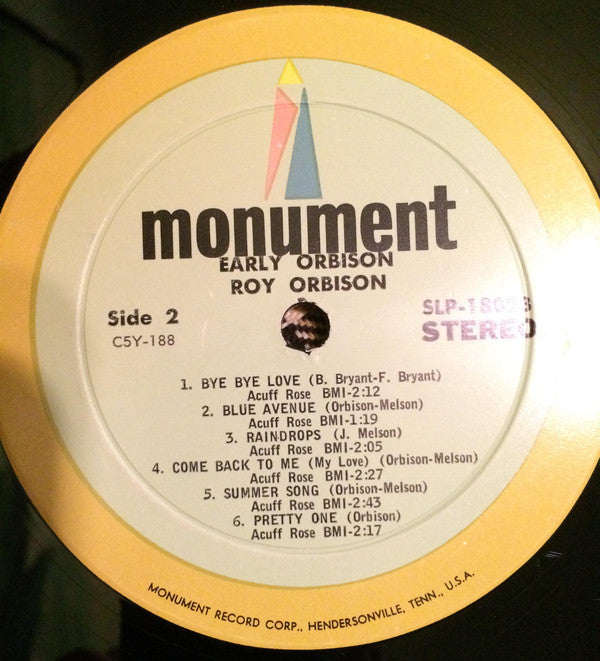 monument
EARLY ORBISON
ROY ORBISON
Side 2
C5Y-188
STEREO
1. BYE BYE LOVE (B. Bryant-F. Bryant)
Acuff Rose BMI-2:12
2. BLUE AVENUE (Orbison-Melson)
Acuff Rose BMI-1:19
3. RAINDROPS (J. Melson)
Acuff Rose BMI-2:05
4. COME BACK TO ME (My Love) (Orbison-Melson)
Acuff Rose BMI-2:27
5. SUMMER SONG (Orbison-Melson)
Acuff Rose BMI-2:43
6. PRETTY ONE (Orbison)
Acuff Rose BMI-2:17
MONUMENT RECORD CORP., HENDERSONVILLE, TENN., U.S.A.